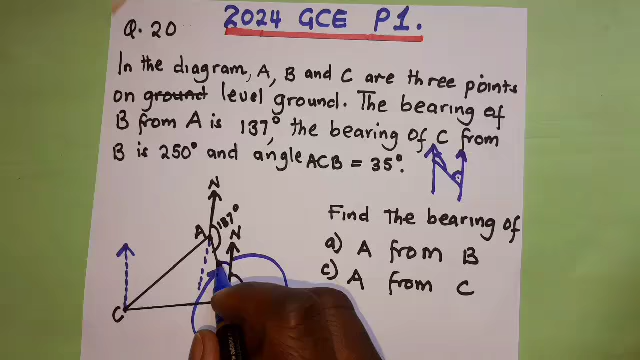 Q. 20
2024 GCE P1.
In the diagram, A, B and C are three points
on ground level ground. The bearing of
B from A is 137°, the bearing of C from
B is 250° and angle ACB = 35°.
Find the bearing of
a) A from B
c) A from C
N
A
137°
N
C